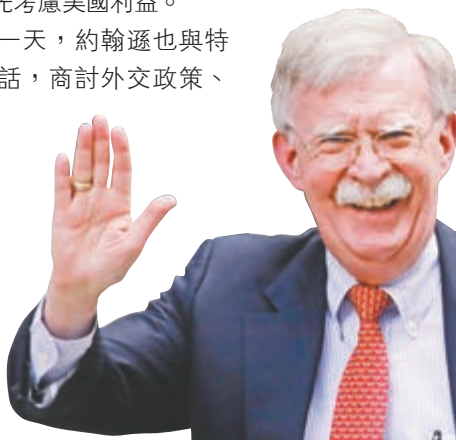 先考慮美國利益。
一天，約翰遜也與特
話，商討外交政策、